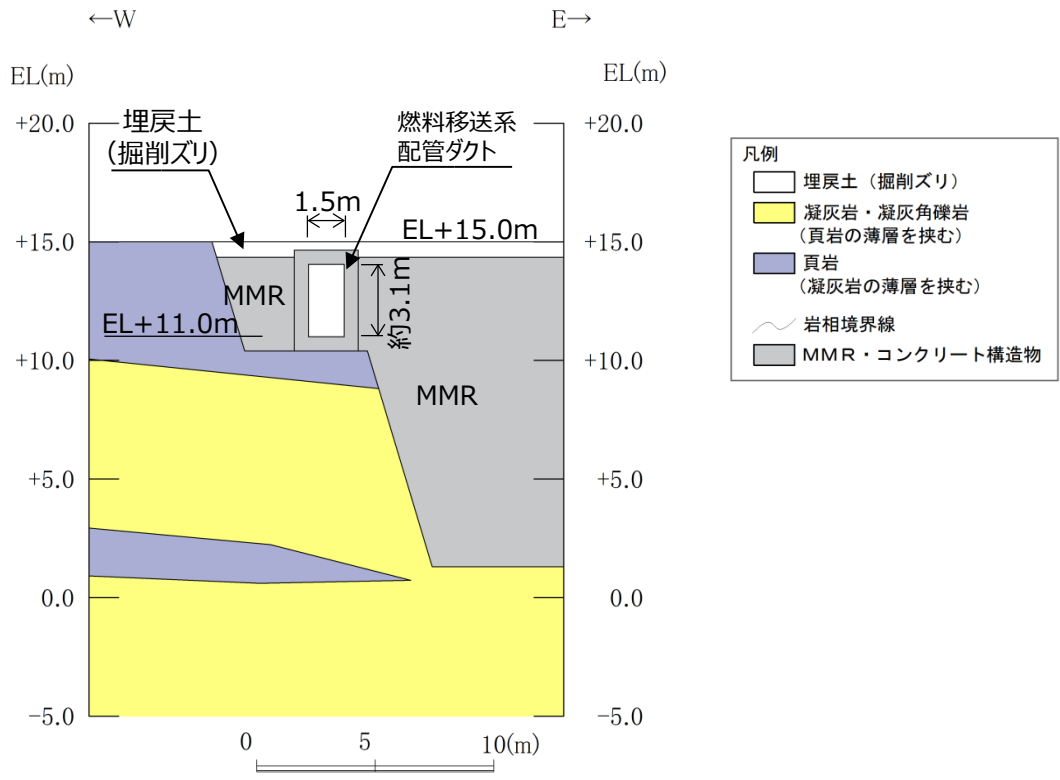 ←W
E→
EL(m)
EL(m)
+20.0
埋戻土
(掘削ズリ)
燃料移送系
配管ダクト
+20.0
1.5m
+15.0
EL+15.0m
+15.0
MMR
約3.1m
EL+11.0m
+10.0
+10.0
MMR
+5.0
+5.0
0.0
0.0
-5.0
-5.0
0
5
10(m)
凡例
埋戻土（掘削ズリ）
凝灰岩・凝灰角礫岩
(頁岩の薄層を挟む)
頁岩
(凝灰岩の薄層を挟む)
岩相境界線
ＭＭＲ・コンクリート構造物